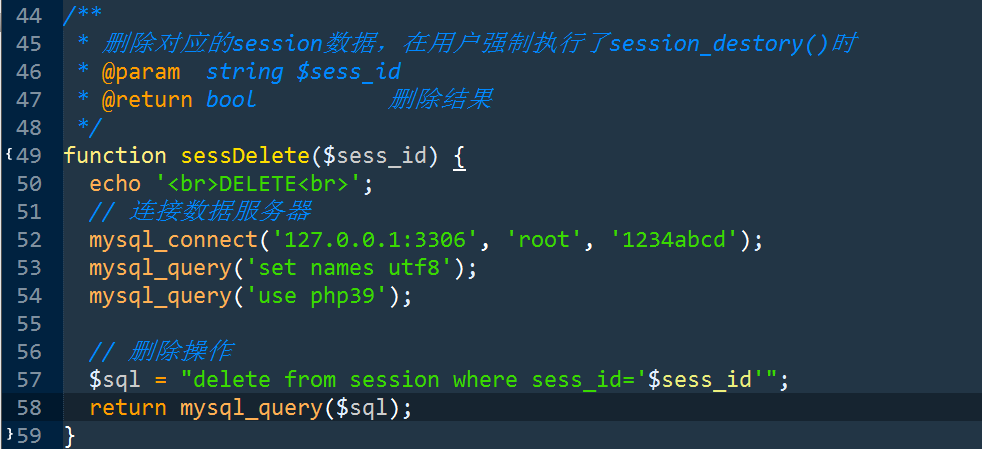 44 /**
45  * 删除对应的session数据，在用户强制执行了session_destory()时
46  * @param  string $sess_id
47  * @return bool          删除结果
48  */
49 function sessDelete($sess_id) {
50   echo '<br>DELETE<br>';
51   // 连接数据服务器
52   mysql_connect('127.0.0.1:3306', 'root', '1234abcd');
53   mysql_query('set names utf8');
54   mysql_query('use php39');
55
56   // 删除操作
57   $sql = "delete from session where sess_id='$sess_id'";
58   return mysql_query($sql);
59 }